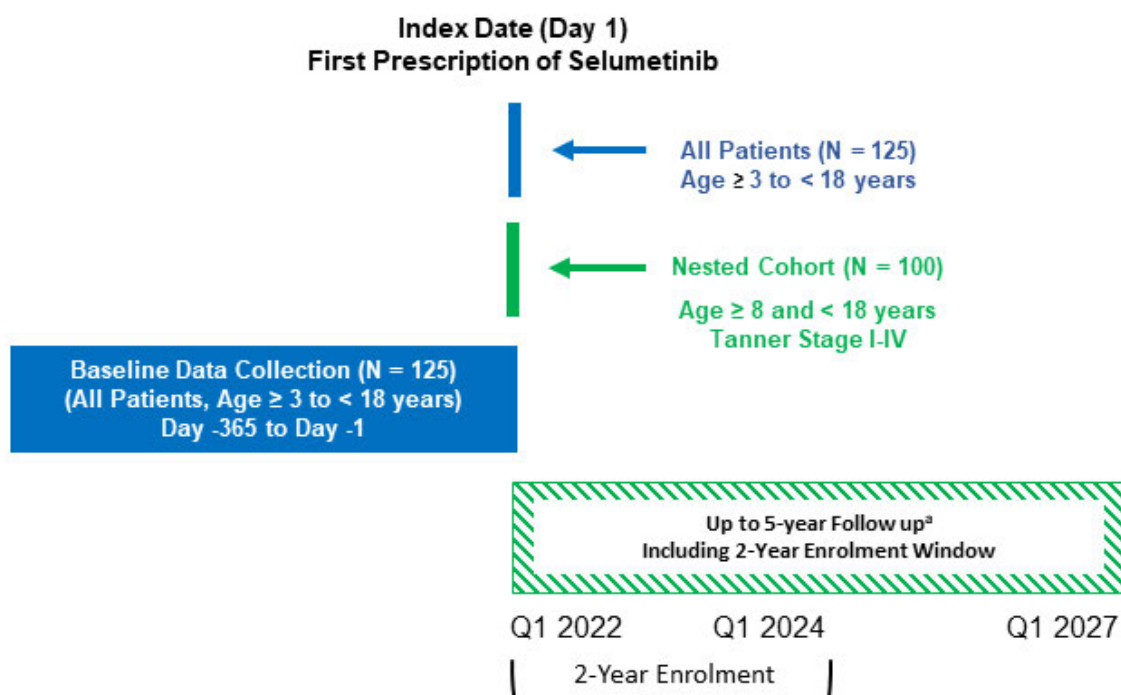 Index Date (Day 1)
First Prescription of Selumetinib
All Patients (N = 125)
Age ≥ 3 to < 18 years
Nested Cohort (N = 100)
Age ≥ 8 and < 18 years
Tanner Stage I-IV
Baseline Data Collection (N = 125)
(All Patients, Age ≥ 3 to < 18 years)
Day -365 to Day -1
Up to 5-year Follow upᵃ
Including 2-Year Enrolment Window
Q1 2022 Q1 2024 Q1 2027
2-Year Enrolment